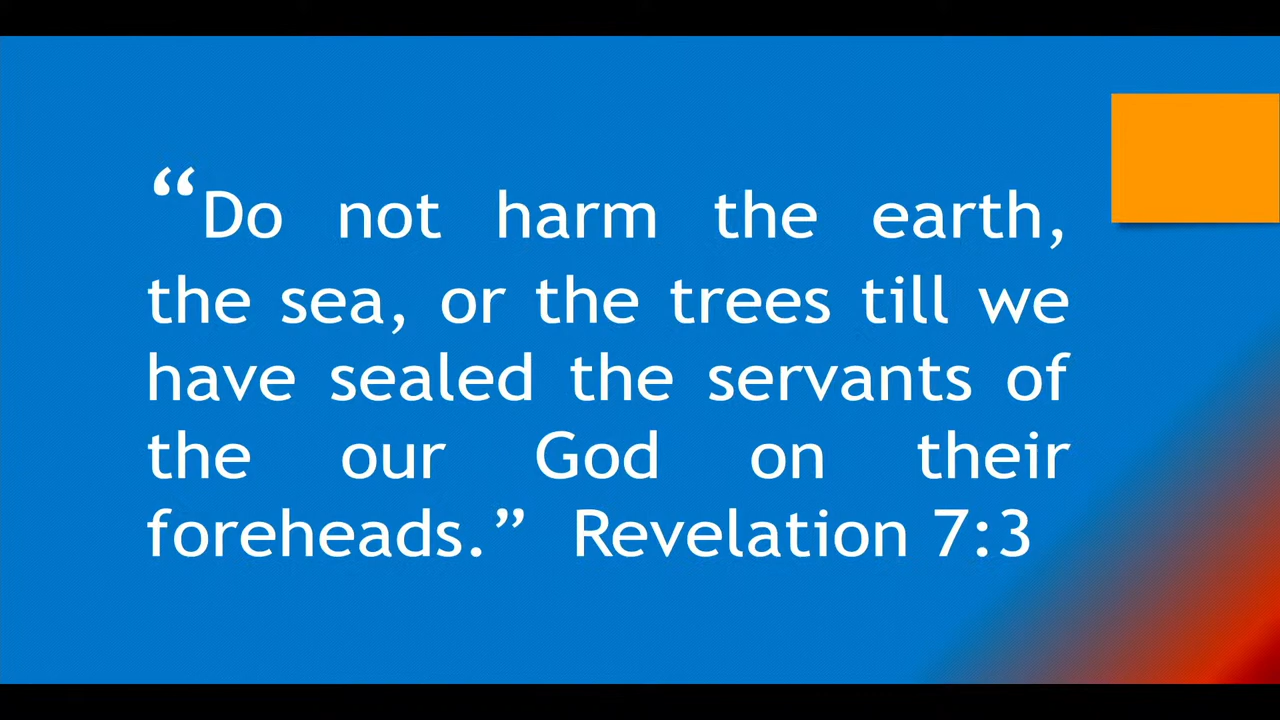 “Do not harm the earth,
the sea, or the trees till we
have sealed the servants of
the our God on their
foreheads.” Revelation 7:3